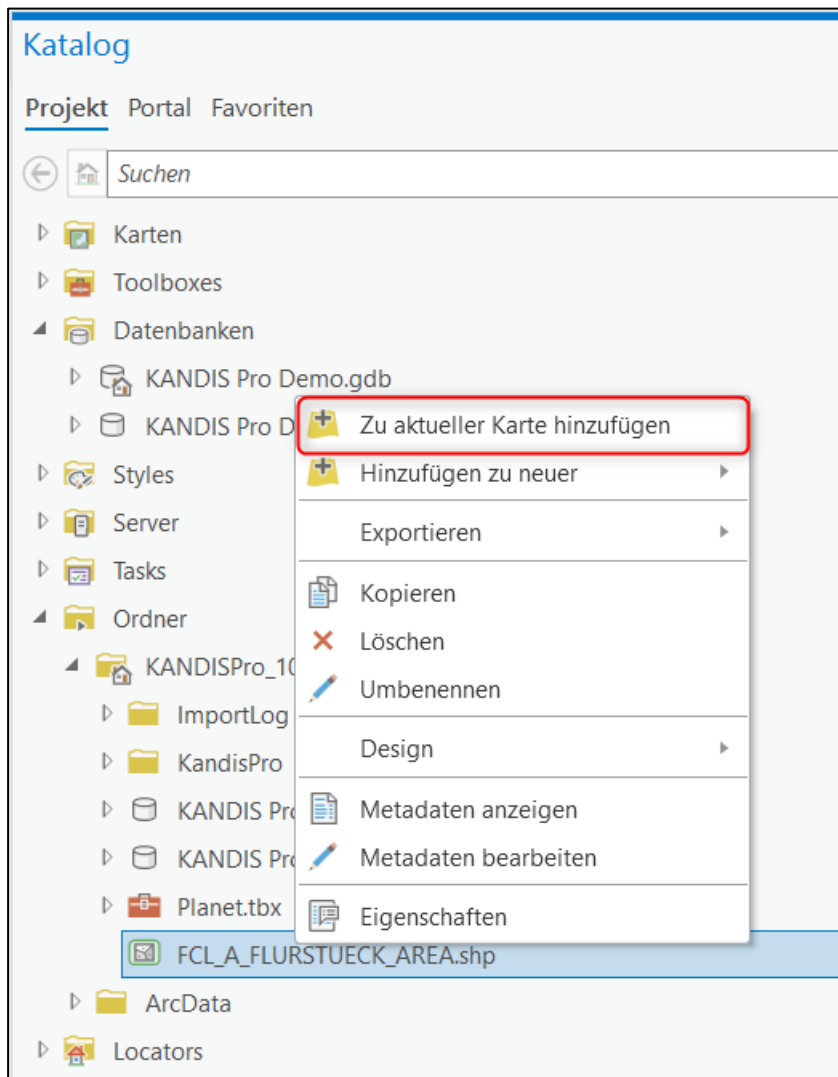 Katalog
Projekt Portal Favoriten
Suchen
Karten
Toolboxes
Datenbanken
KANDIS Pro Demo.gdb
KANDIS Pro D
Zu aktueller Karte hinzufügen
Hinzufügen zu neuer
Exportieren
Kopieren
Löschen
Umbenennen
Design
Metadaten anzeigen
Metadaten bearbeiten
Eigenschaften
Styles
Server
Tasks
Ordner
KANDISPro_10
ImportLog
KandisPro
KANDIS Pro
KANDIS Pro
Planet.tbx
FCL_A_FLURSTUECK_AREA.shp
ArcData
Locators